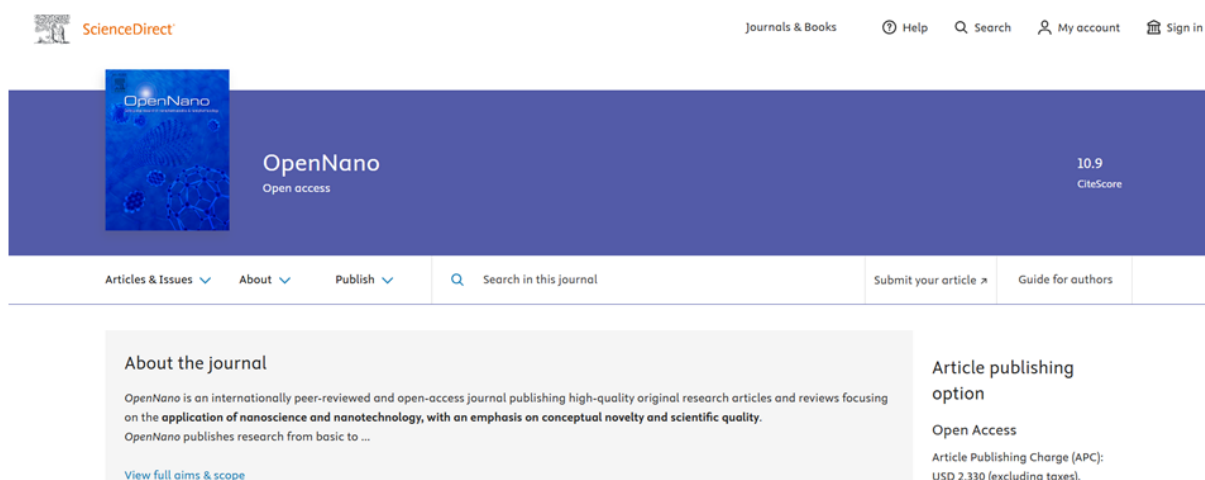 ScienceDirect
Journals & Books
Help
Search
My account
Sign in
OpenNano
OpenNano
Open access
10.9
CiteScore
Articles & Issues
About
Publish
Search in this journal
Submit your article ↗
Guide for authors
About the journal
OpenNano is an internationally peer-reviewed and open-access journal publishing high-quality original research articles and reviews focusing
on the application of nanoscience and nanotechnology, with an emphasis on conceptual novelty and scientific quality.
OpenNano publishes research from basic to ...
View full aims & scope
Article publishing
option
Open Access
Article Publishing Charge (APC):
USD 2,330 (excluding taxes).